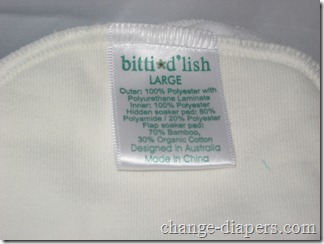 bitti★d'lish
LARGE
Outer: 100% Polyester with
Polyurethane Laminate
Inner: 100% Polyester
Hidden soaker pad: 80%
Polyamide / 20% Polyester
Flap soaker pad:
70% Bamboo,
30% Organic Cotton
Designed in Australia
Made in China
change-diapers.com